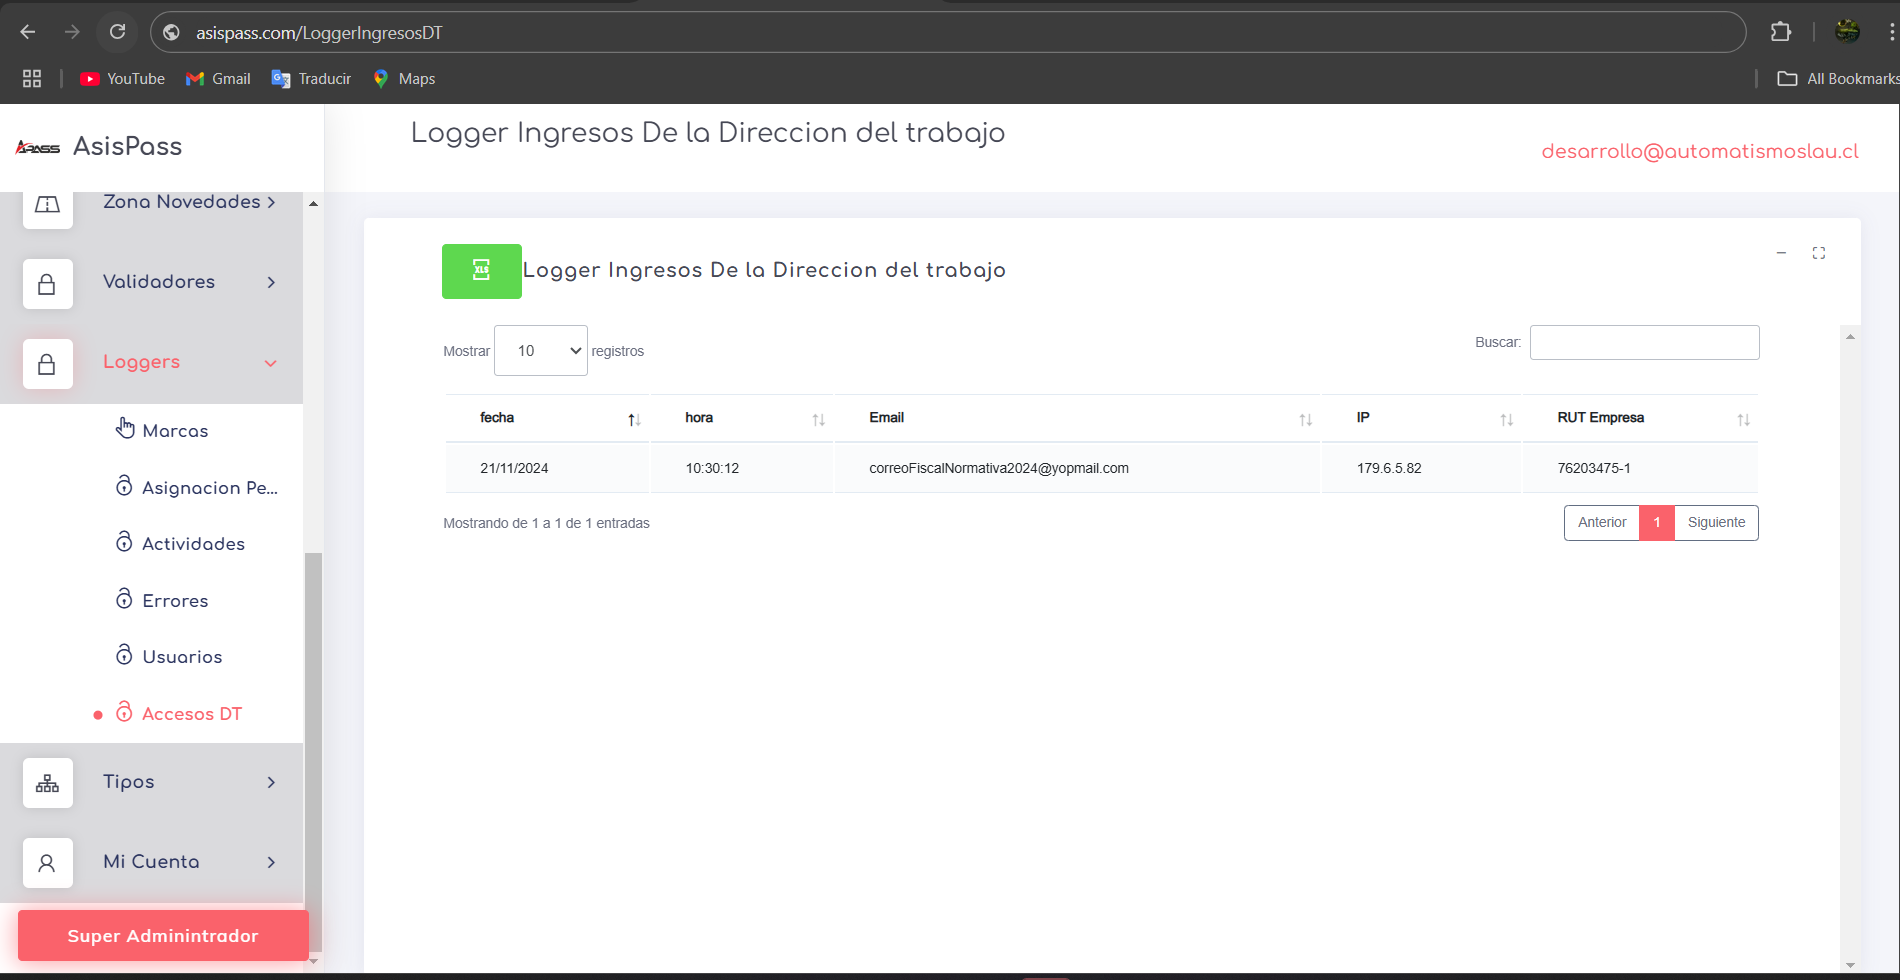 asispass.com/LoggerIngresosDT
YouTube
Gmail
Traducir
Maps
All Bookmarks
APASS
AsisPass
Logger Ingresos De la Direccion del trabajo
desarrollo@automatismoslau.cl
Zona Novedades
Validadores
Loggers
Marcas
Asignacion Pe...
Actividades
Errores
Usuarios
Accesos DT
Tipos
Mi Cuenta
Super Adminintrador
XLS
Logger Ingresos De la Direccion del trabajo
Mostrar 10 registros
Buscar:
fecha hora Email IP RUT Empresa
21/11/2024 10:30:12 correoFiscalNormativa2024@yopmail.com 179.6.5.82 76203475-1
Mostrando de 1 a 1 de 1 entradas
Anterior 1 Siguiente